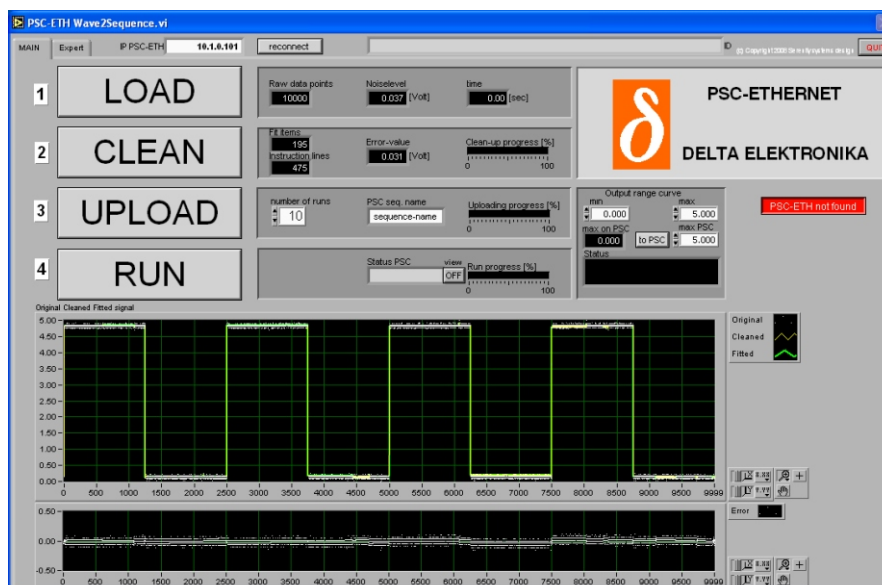 PSC-ETH Wave2Sequence.vi
MAIN
Expert
IP PSC-ETH
10.1.0.101
reconnect
ID
QUIT
1
LOAD
Raw data points
10000
Noiselevel
0.037 [Volt]
time
0.00 [sec]
δ
PSC-ETHERNET
DELTA ELEKTRONIKA
2
CLEAN
Fit items
195
Instruction lines
475
Error-value
0.031 [Volt]
Clean-up progress [%]
0 100
3
UPLOAD
number of runs
10
PSC seq. name
sequence-name
Uploading progress [%]
0 100
Output range curve
min
0.000
max
5.000
max on PSC
0.000
to PSC
max PSC
5.000
Status
PSC-ETH not found
4
RUN
Status PSC
view
OFF
Run progress [%]
0 100
Original Cleaned Fitted signal
5.00
4.50
4.00
3.50
3.00
2.50
2.00
1.50
1.00
0.50
0.00
0 500 1000 1500 2000 2500 3000 3500 4000 4500 5000 5500 6000 6500 7000 7500 8000 8500 9000 9500 9999
Original
Cleaned
Fitted
0.50
0.00
-0.50
0 500 1000 1500 2000 2500 3000 3500 4000 4500 5000 5500 6000 6500 7000 7500 8000 8500 9000 9500 9999
Error